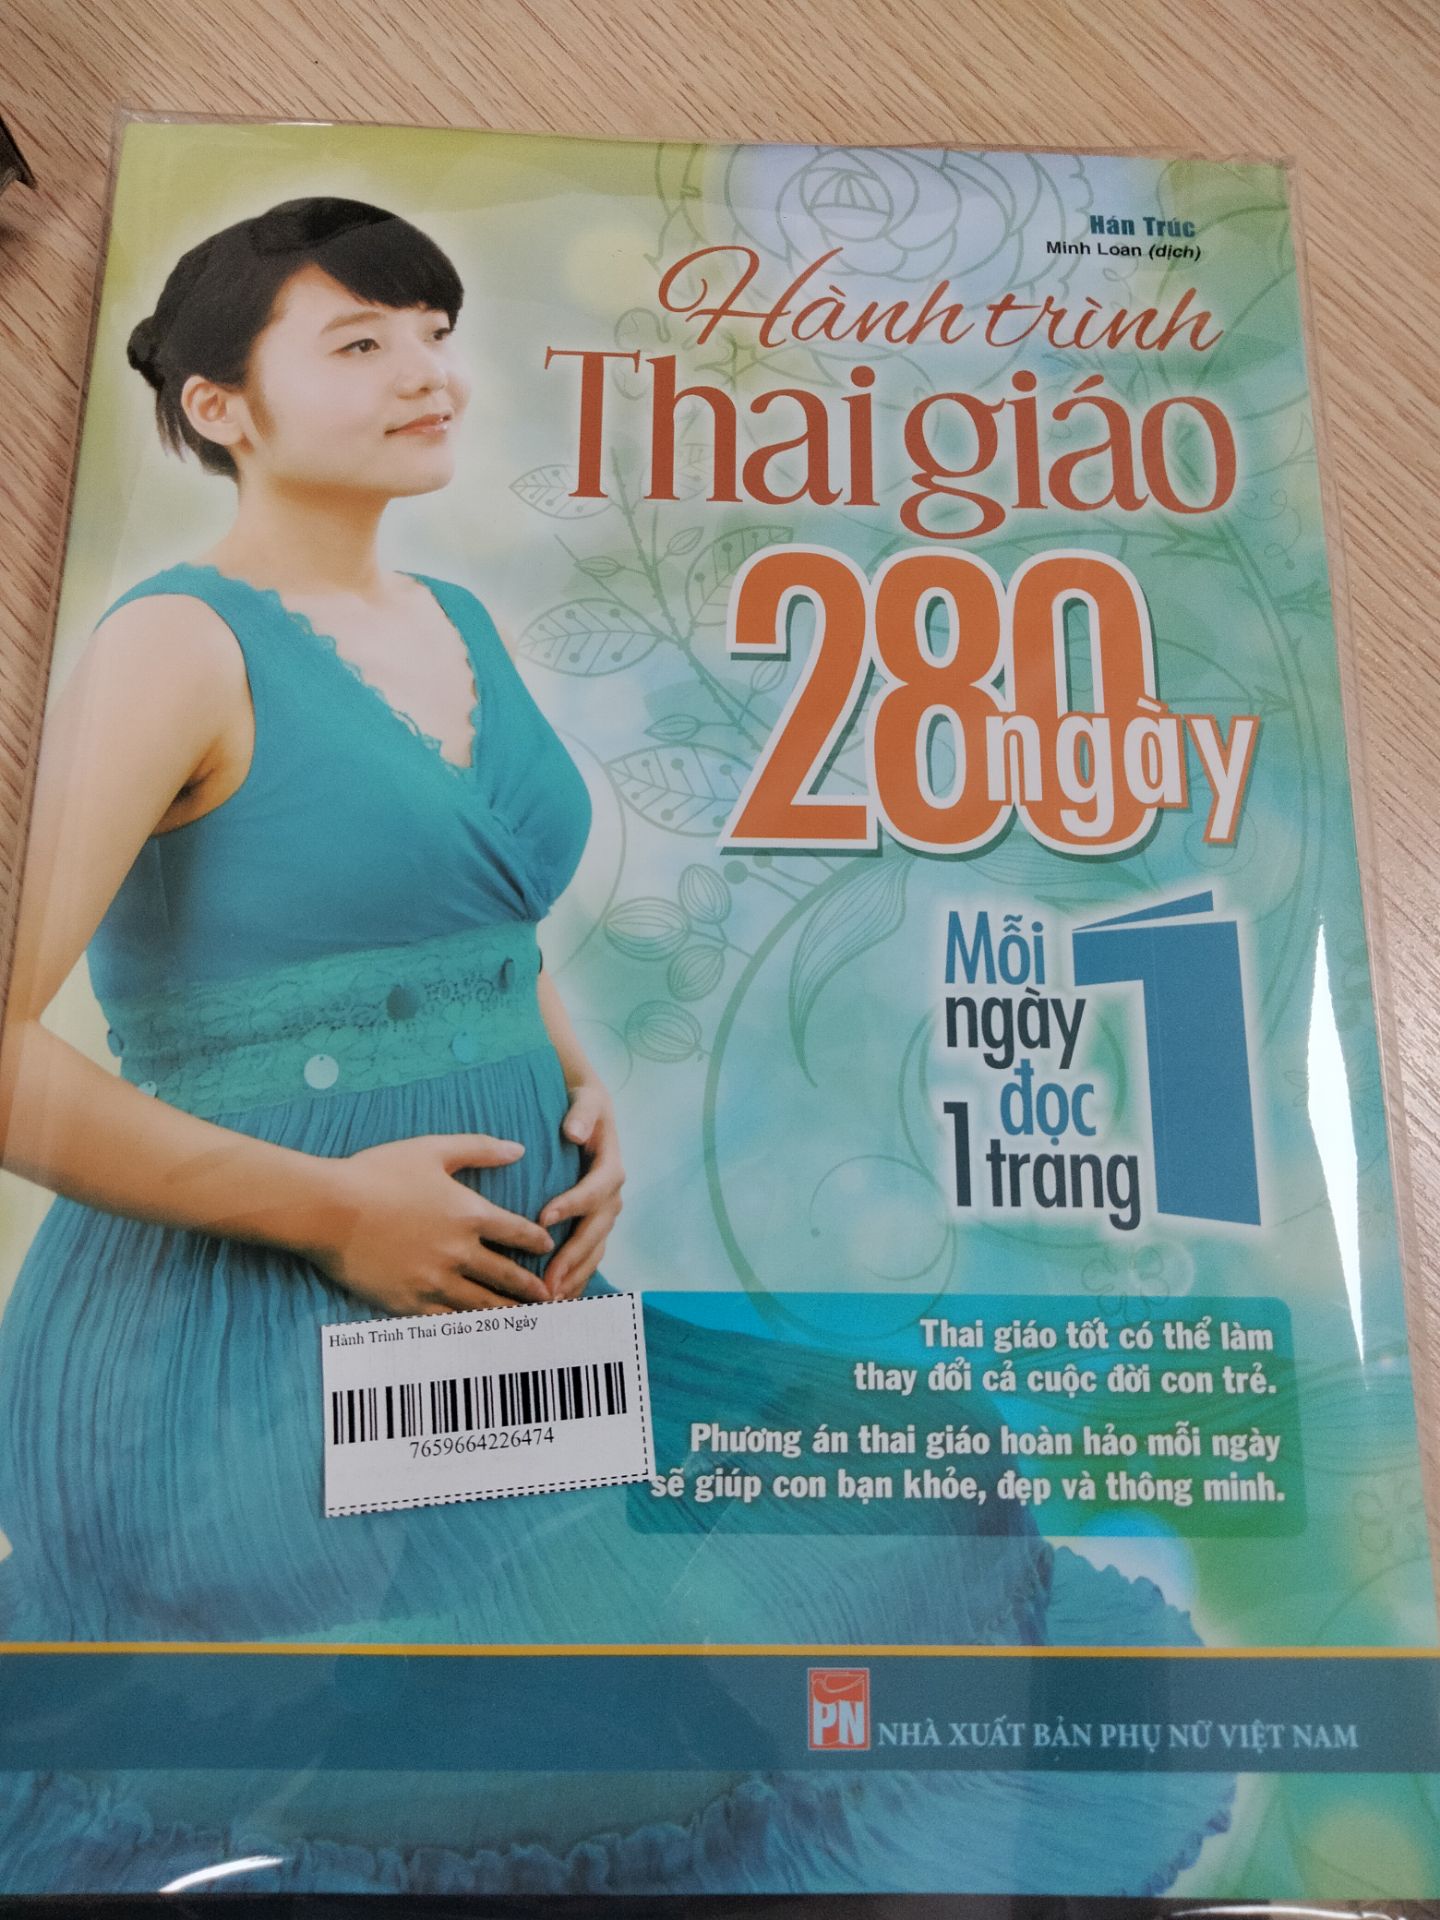 Hán Trúc
Minh Loan (dịch)
Hành trình
Thai giáo
280
ngày
Mỗi
ngày
đọc
1 trang
1
Thai giáo tốt có thể làm
thay đổi cả cuộc đời con trẻ.
Phương án thai giáo hoàn hảo mỗi ngày
sẽ giúp con bạn khỏe, đẹp và thông minh.
Hành Trình Thai Giáo 280 Ngày
7659664226474
PN
NHÀ XUẤT BẢN PHỤ NỮ VIỆT NAM